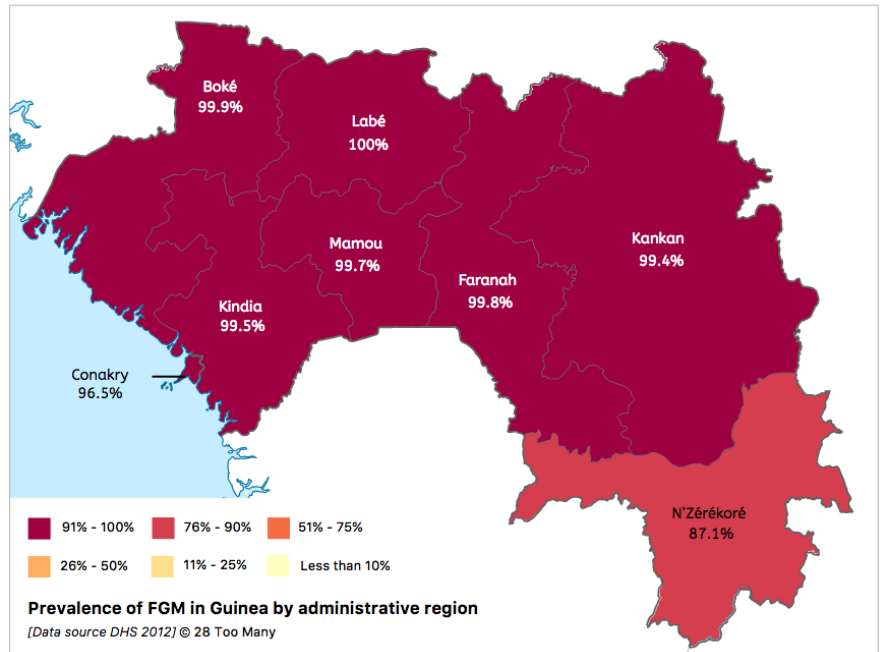 Boké
99.9%
Labé
100%
Mamou
99.7%
Kankan
99.4%
Faranah
99.8%
Kindia
99.5%
Conakry
96.5%
N'Zérékoré
87.1%
91% - 100%
76% - 90%
51% - 75%
26% - 50%
11% - 25%
Less than 10%
Prevalence of FGM in Guinea by administrative region
[Data source DHS 2012] © 28 Too Many